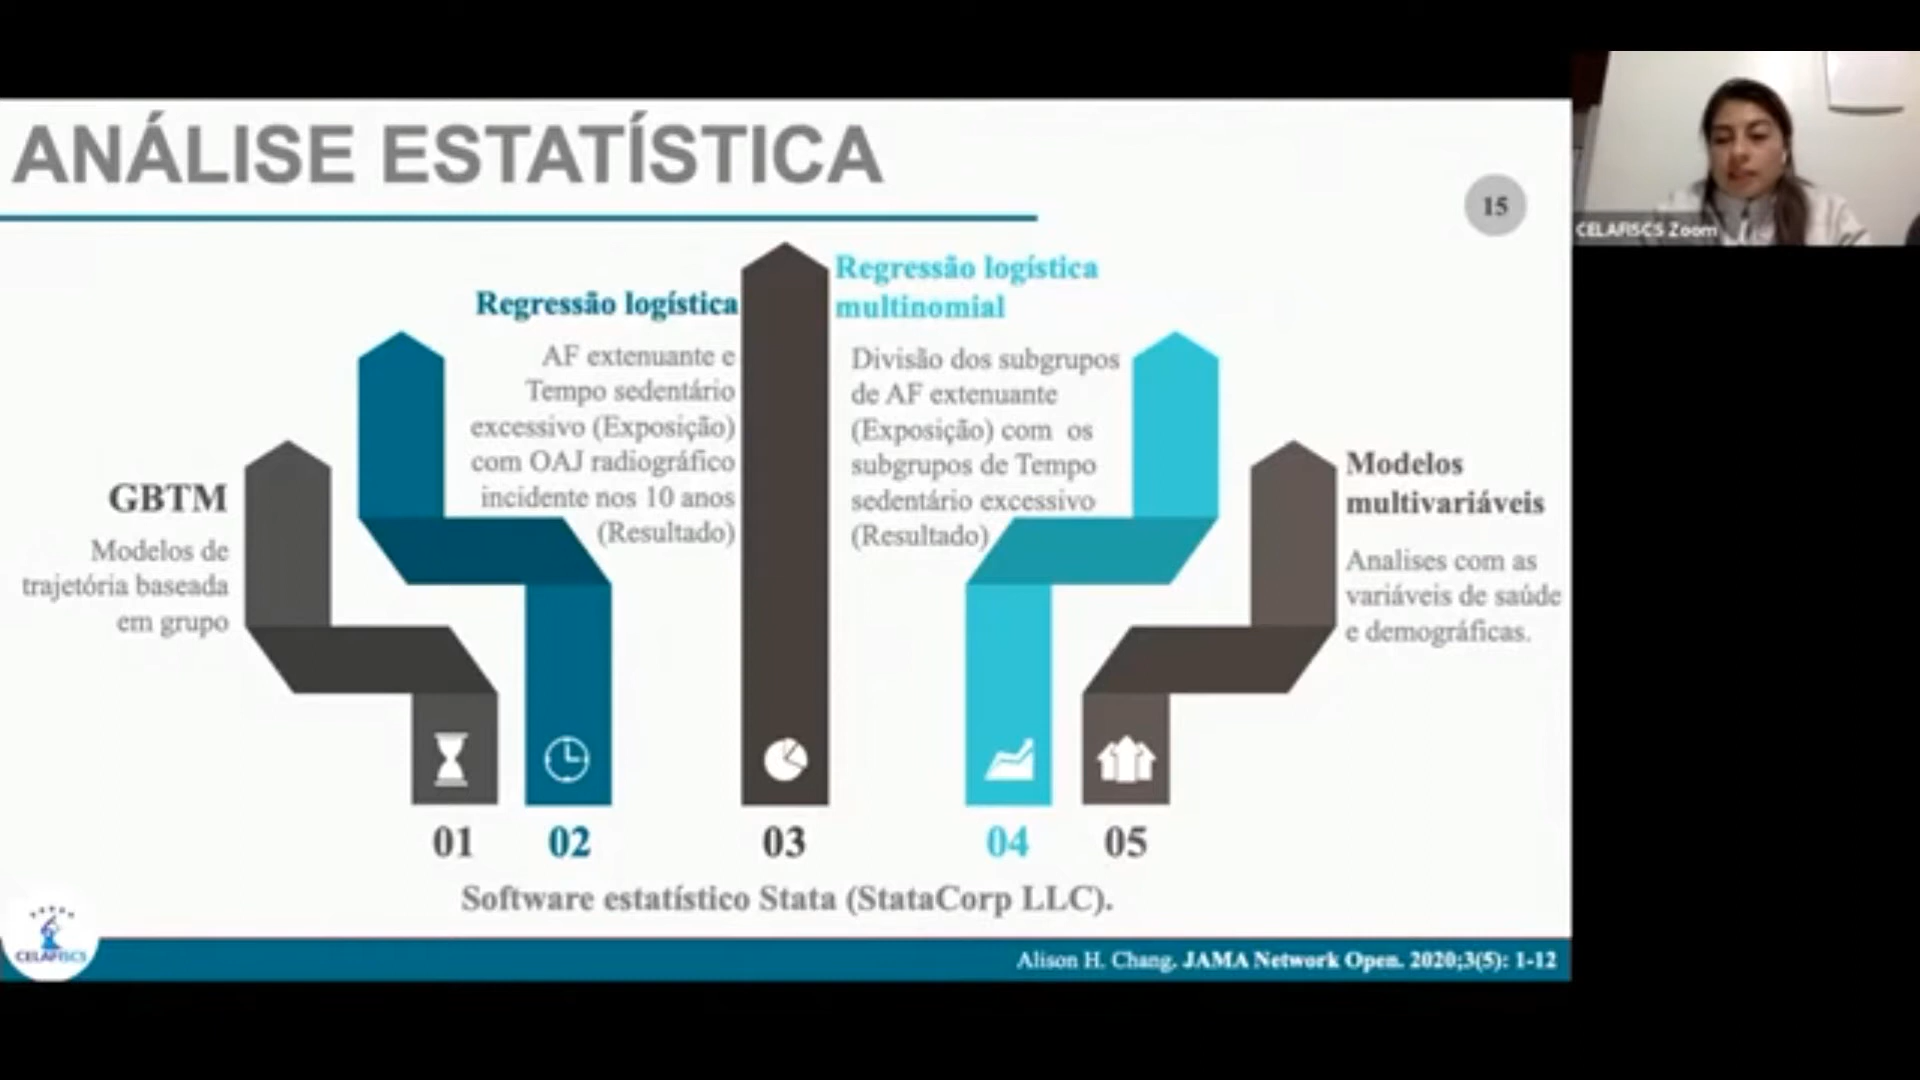 ANÁLISE ESTATÍSTICA
15
CELAFISCS Zoom
Regressão logística
AF extenuante e
Tempo sedentário
excessivo (Exposição)
com OAJ radiográfico
incidente nos 10 anos
(Resultado)
Regressão logística
multinomial
Divisão dos subgrupos
de AF extenuante
(Exposição) com os
subgrupos de Tempo
sedentário excessivo
(Resultado)
GBTM
Modelos de
trajetória baseada
em grupo
Modelos
multivariáveis
Analises com as
variáveis de saúde
e demográficas.
01
02
03
04
05
Software estatístico Stata (StataCorp LLC).
CELAFISCS
Alison H. Chang. JAMA Network Open. 2020;3(5): 1-12